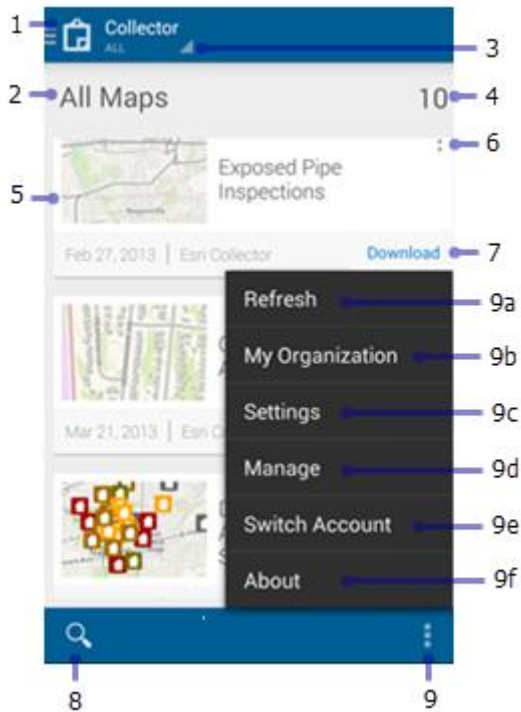 1
Collector
ALL
3
2
All Maps
10
4
6
Exposed Pipe
Inspections
5
Feb 27, 2013 | Esri Collector
Download
7
Refresh
9a
My Organization
9b
Settings
9c
Mar 21, 2013 | Esri C
Manage
9d
Switch Account
9e
About
9f
8
9